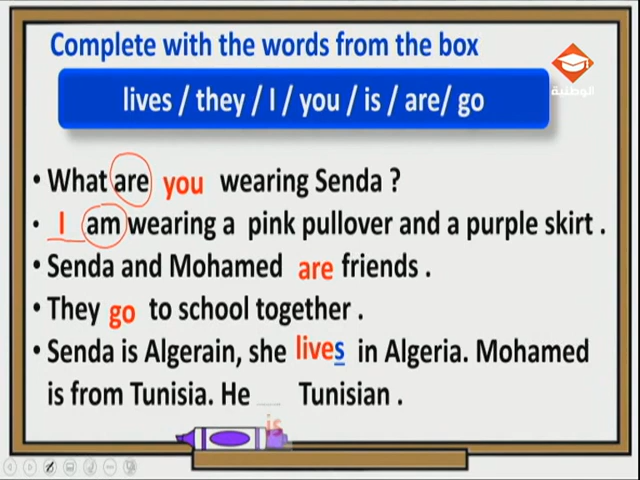 Complete with the words from the box
الوطنية
lives / they / I / you / is / are/ go
• What are you wearing Senda ?
• I am wearing a pink pullover and a purple skirt .
• Senda and Mohamed are friends .
• They go to school together .
• Senda is Algerain, she lives in Algeria. Mohamed
is from Tunisia. He __ Tunisian .
is